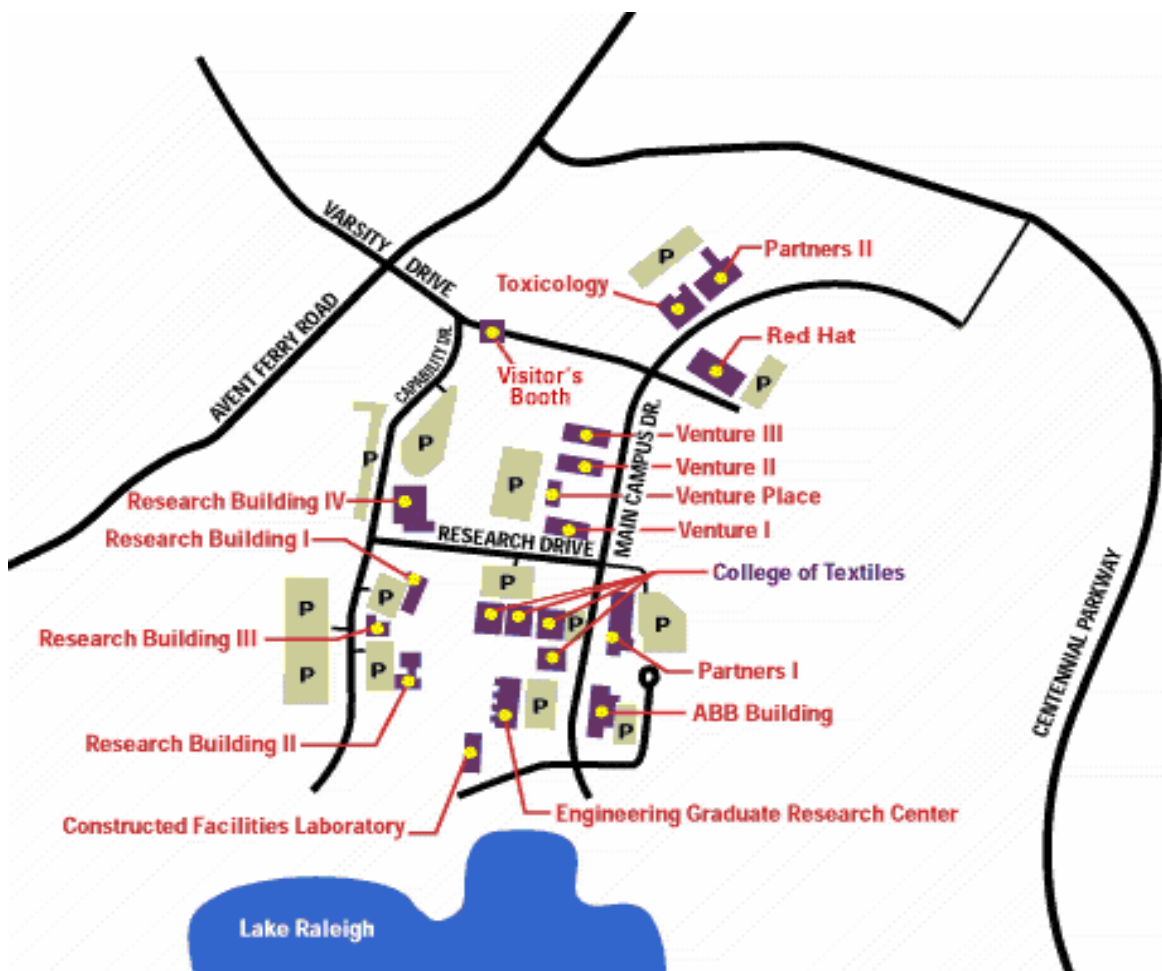 VARSITY
DRIVE
AVENT FERRY ROAD
CAPABILITY DR.
P
Partners II
Toxicology
Red Hat
P
Visitor's
Booth
P
P
MAIN CAMPUS DR.
Venture III
Venture II
P
Venture Place
Research Building IV
Venture I
RESEARCH DRIVE
Research Building I
College of Textiles
P
P
P
P
P
Research Building III
P
P
Partners I
P
ABB Building
P
Research Building II
CENTENNIAL PARKWAY
Engineering Graduate Research Center
Constructed Facilities Laboratory
Lake Raleigh
P